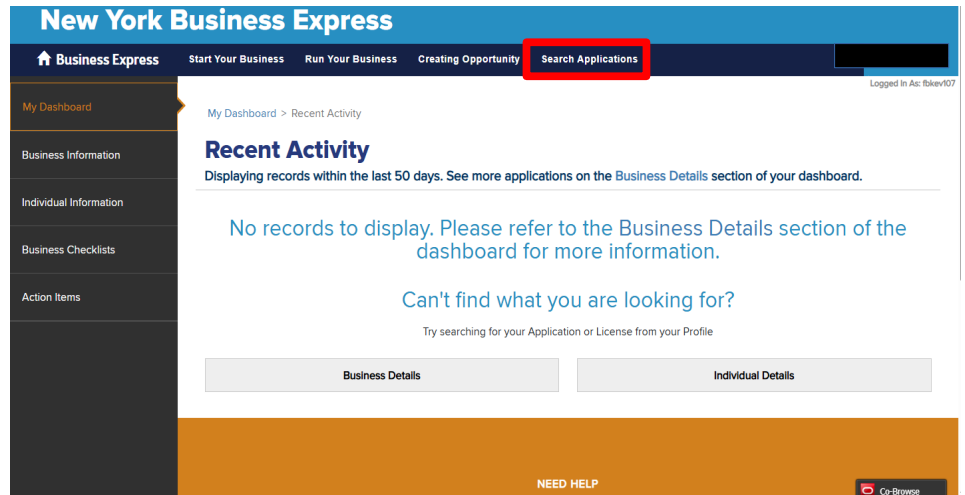 New York Business Express
Business Express
Start Your Business Run Your Business Creating Opportunity Search Applications
Logged In As: fbkev107
My Dashboard
Business Information
Individual Information
Business Checklists
Action Items
My Dashboard > Recent Activity
Recent Activity
Displaying records within the last 50 days. See more applications on the Business Details section of your dashboard.
No records to display. Please refer to the Business Details section of the
dashboard for more information.
Can't find what you are looking for?
Try searching for your Application or License from your Profile
Business Details Individual Details
NEED HELP
Co-Browse